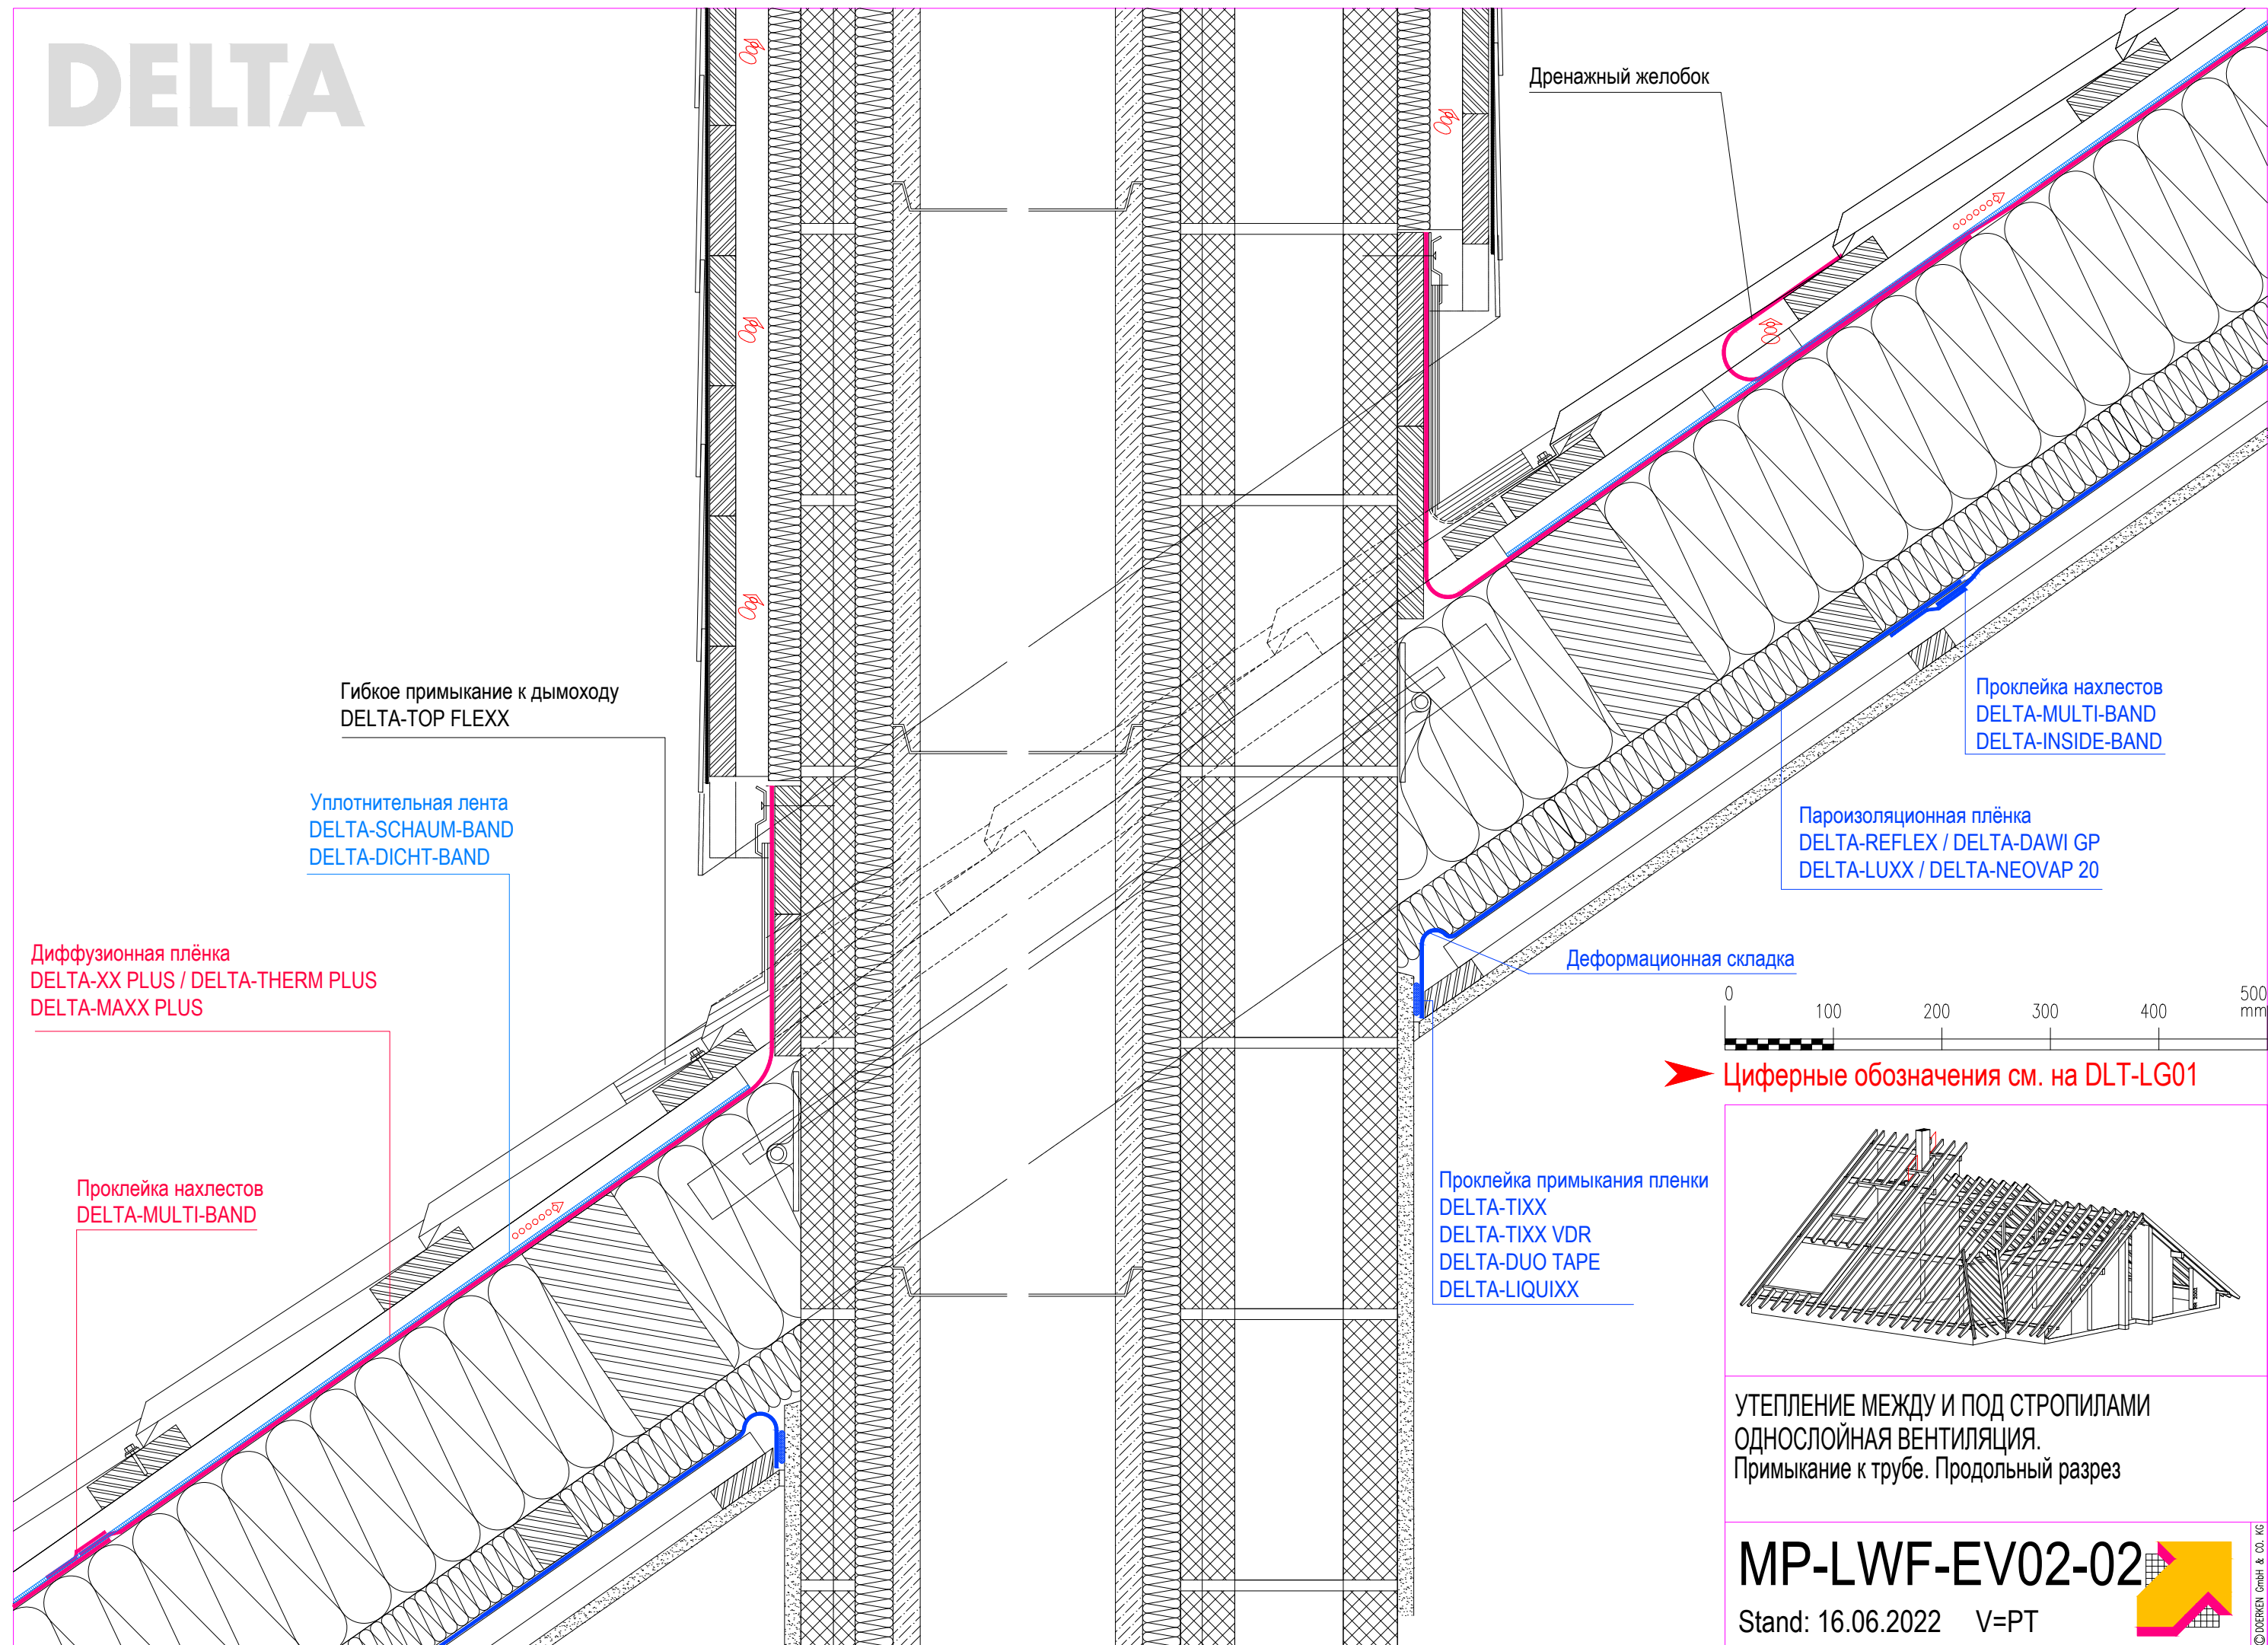 DELTA
Дренажный желобок
Гибкое примыкание к дымоходу
DELTA-TOP FLEXX
Уплотнительная лента
DELTA-SCHAUM-BAND
DELTA-DICHT-BAND
Диффузионная плёнка
DELTA-XX PLUS / DELTA-THERM PLUS
DELTA-MAXX PLUS
Проклейка нахлестов
DELTA-MULTI-BAND
Проклейка нахлестов
DELTA-MULTI-BAND
DELTA-INSIDE-BAND
Пароизоляционная плёнка
DELTA-REFLEX / DELTA-DAWI GP
DELTA-LUXX / DELTA-NEOVAP 20
Деформационная складка
0 100 200 300 400 500
mm
Циферные обозначения см. на DLT-LG01
Проклейка примыкания пленки
DELTA-TIXX
DELTA-TIXX VDR
DELTA-DUO TAPE
DELTA-LIQUIXX
УТЕПЛЕНИЕ МЕЖДУ И ПОД СТРОПИЛАМИ
ОДНОСЛОЙНАЯ ВЕНТИЛЯЦИЯ.
Примыкание к трубе. Продольный разрез
MP-LWF-EV02-02
Stand: 16.06.2022 V=PT
© DOERKEN GmbH & CO. KG